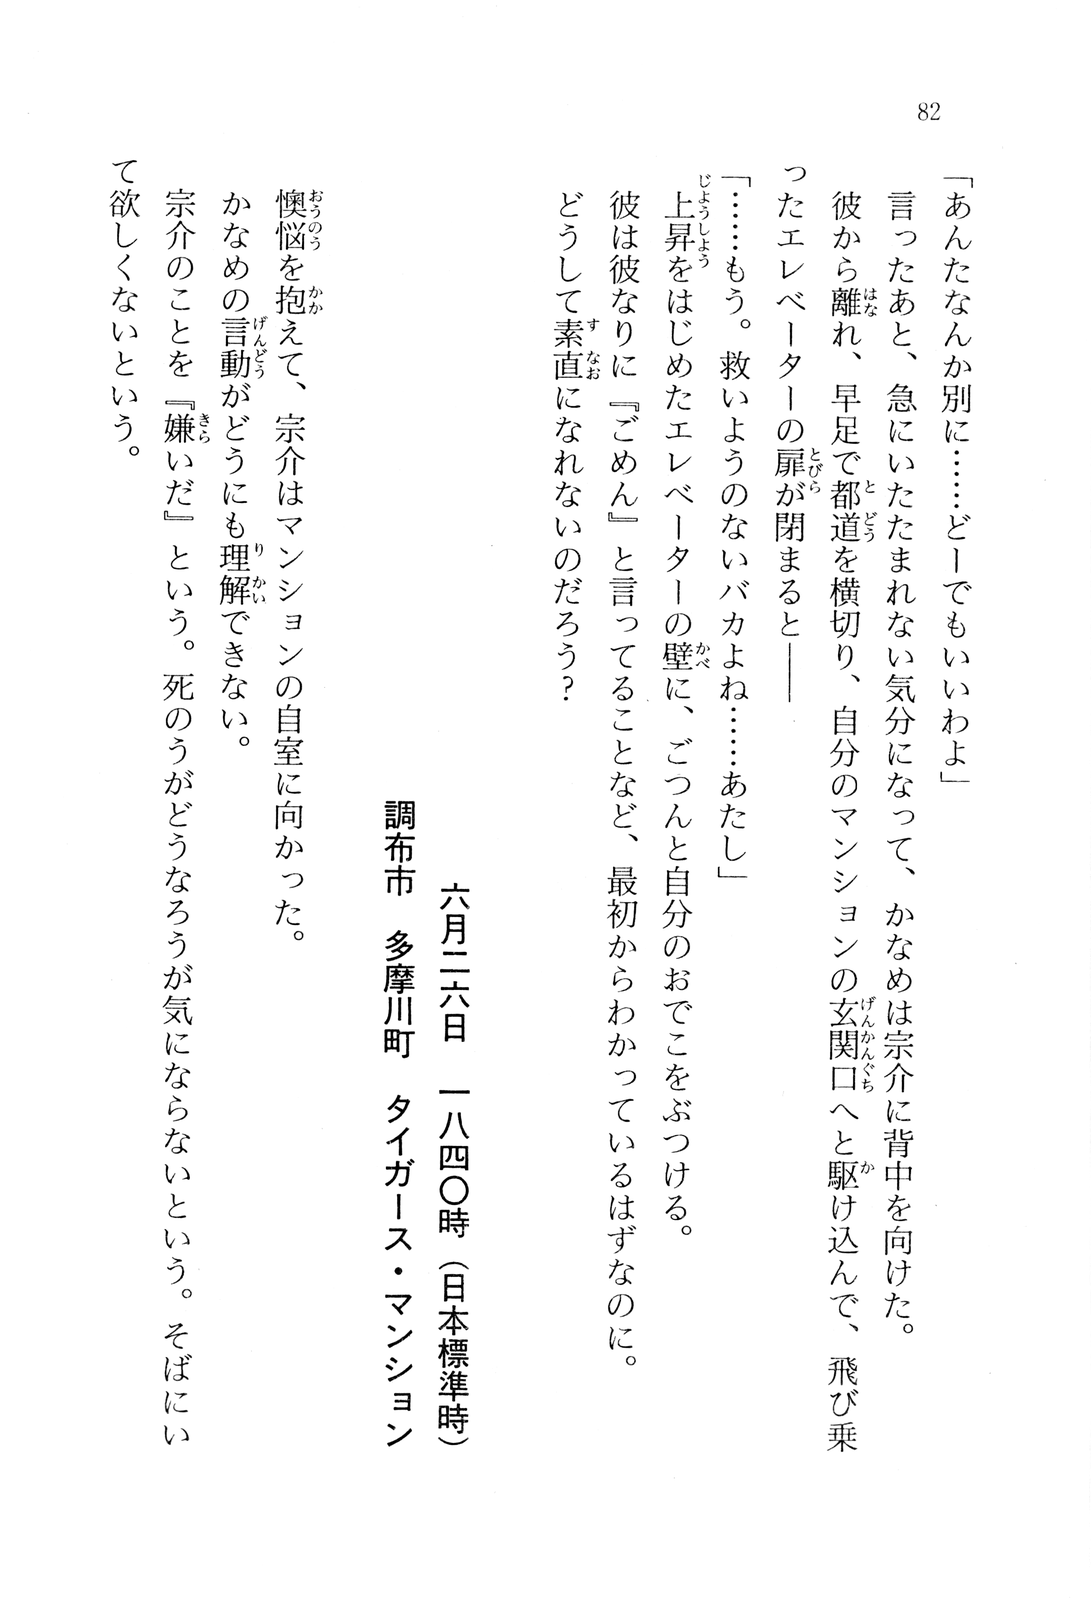 82
「あんたなんか別に……どーでもいいわよ」
言ったあと、急にいたたまれない気分になって、かなめは宗介に背中を向けた。
彼から離れ、早足で都道を横切り、自分のマンションの玄関口へと駆け込んで、飛び乗
ったエレベーターの扉が閉まると――
「……もう。救いようのないバカよね……あたし」
上昇をはじめたエレベーターの壁に、ごつんと自分のおでこをぶつける。
彼は彼なりに『ごめん』と言ってることなど、最初からわかっているはずなのに。
どうして素直になれないのだろう？
六月二六日　一八四〇時（日本標準時）
調布市　多摩川町　タイガース・マンション
懊悩を抱えて、宗介はマンションの自室に向かった。
かなめの言動がどうにも理解できない。
宗介のことを『嫌いだ』という。死のうがどうなろうが気にならないという。そばにい
て欲しくないという。